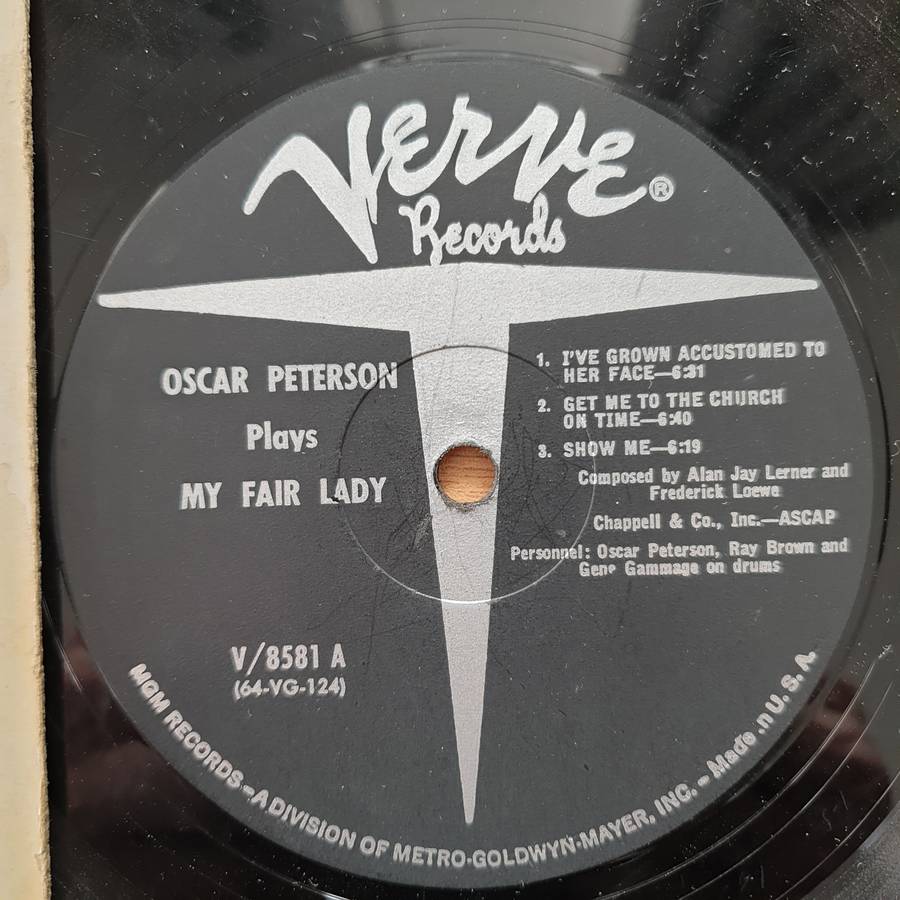 Verve ®
Records
OSCAR PETERSON
Plays
MY FAIR LADY
1. I'VE GROWN ACCUSTOMED TO
HER FACE—6:31
2. GET ME TO THE CHURCH
ON TIME—6:40
3. SHOW ME—6:19
Composed by Alan Jay Lerner and
Frederick Loewe
Chappell & Co., Inc.—ASCAP
Personnel: Oscar Peterson, Ray Brown and
Gene Gammage on drums
V/8581 A
(64-VG-124)
MGM RECORDS – A DIVISION OF METRO-GOLDWYN-MAYER, INC. – Made in U. S. A.